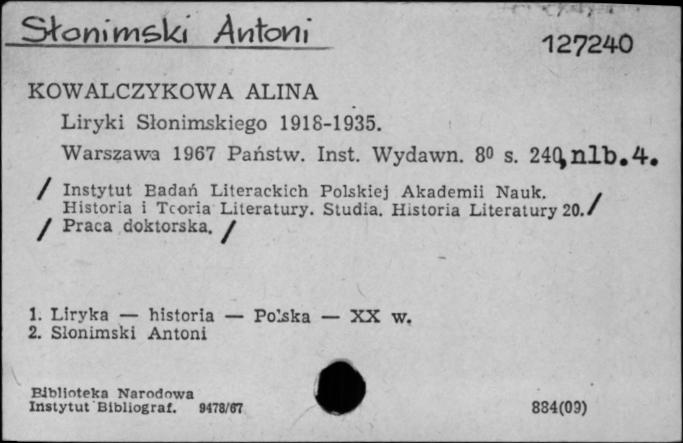 Słonimski Antoni
127240
KOWALCZYKOWA ALINA
Liryki Słonimskiego 1918-1935.
Warszawa 1967 Państw. Inst. Wydawn. 8⁰ s. 240, nlb. 4.
/ Instytut Badań Literackich Polskiej Akademii Nauk.
Historia i Teoria Literatury. Studia. Historia Literatury 20. /
/ Praca doktorska. /
1. Liryka — historia — Polska — XX w.
2. Słonimski Antoni
Biblioteka Narodowa
Instytut Bibliograf. 9478/67
884(09)